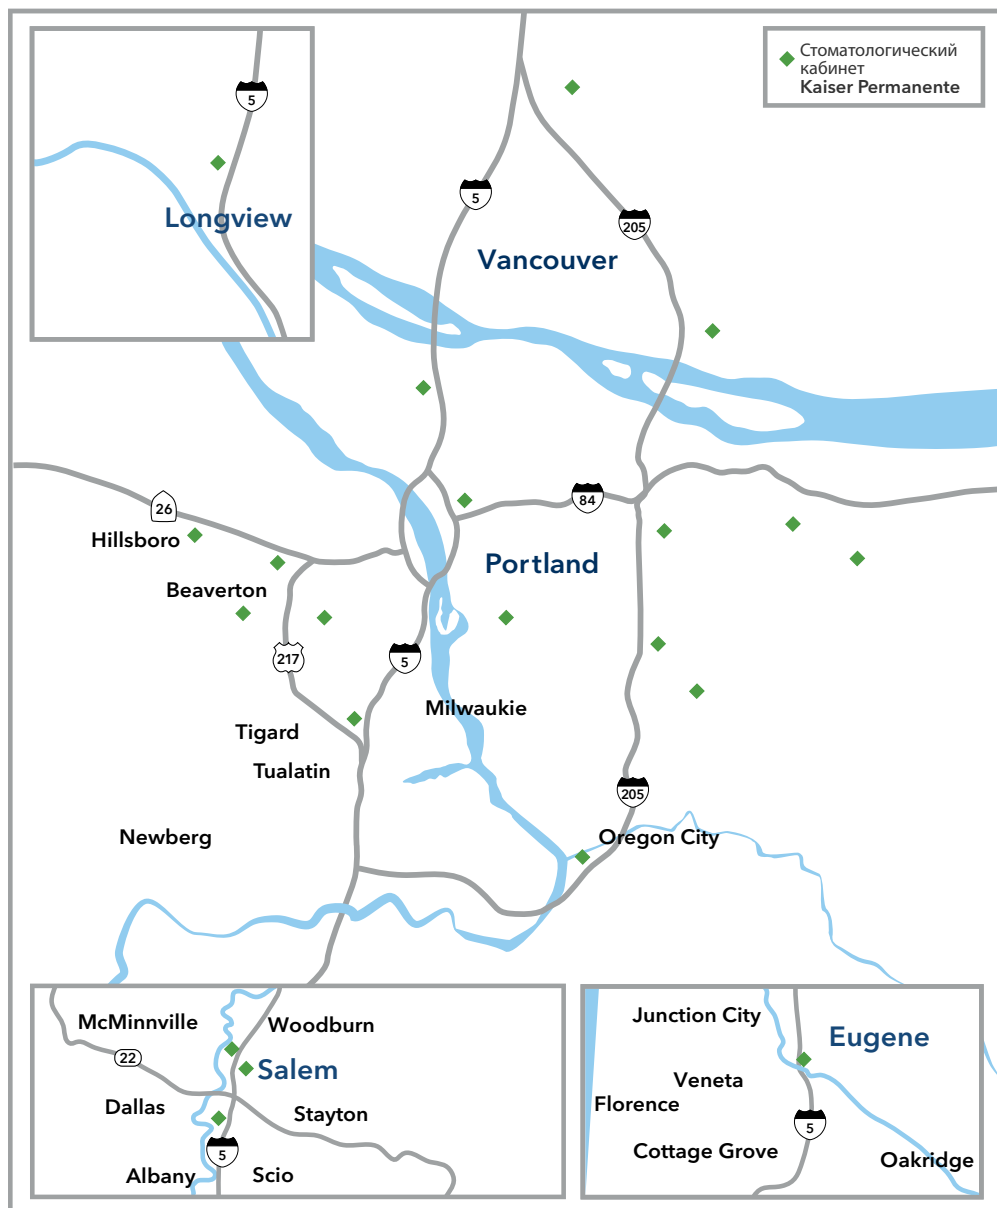 Стоматологический
кабинет
Kaiser Permanente
5
Longview
5
205
Vancouver
26
84
Hillsboro
Portland
Beaverton
217
5
Milwaukie
Tigard
Tualatin
205
Newberg
Oregon City
McMinnville
Woodburn
22
Salem
Dallas
Stayton
5
Albany
Scio
Junction City
Eugene
Veneta
Florence
5
Cottage Grove
Oakridge